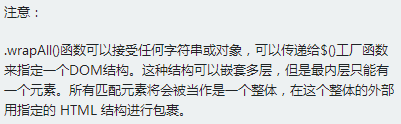 注意：
.wrapAll()函数可以接受任何字符串或对象，可以传递给$()工厂函数
来指定一个DOM结构。这种结构可以嵌套多层，但是最内层只能有
一个元素。所有匹配元素将会被当作是一个整体，在这个整体的外部
用指定的 HTML 结构进行包裹。